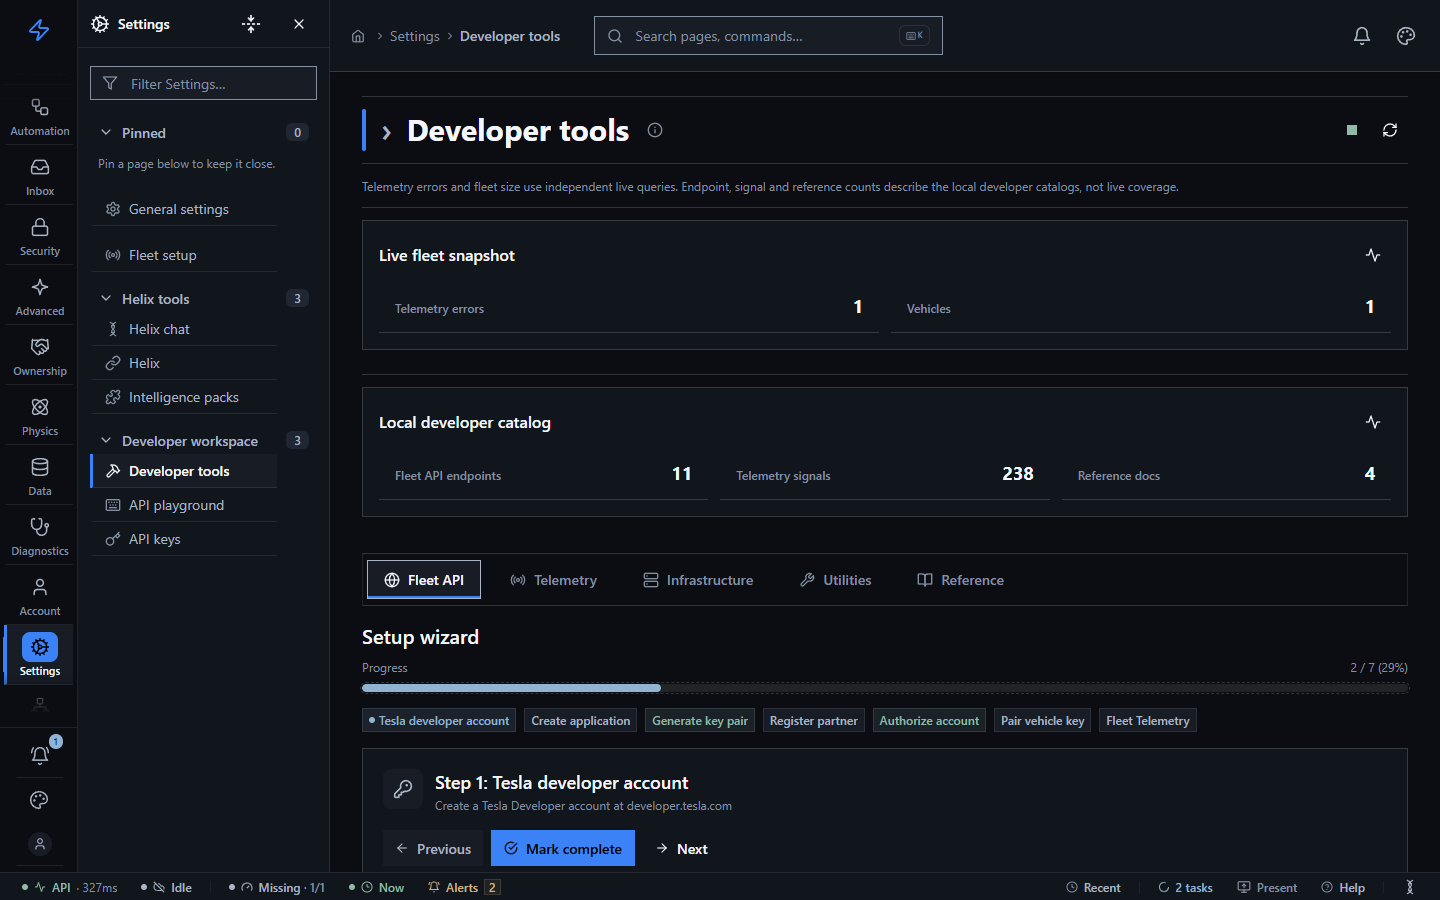 Settings
Settings
Developer tools
Search pages, commands...
K
Filter Settings...
Automation
Inbox
Security
Advanced
Ownership
Physics
Data
Diagnostics
Account
Settings
1
Pinned
0
Pin a page below to keep it close.
General settings
Fleet setup
Helix tools
3
Helix chat
Helix
Intelligence packs
Developer workspace
3
Developer tools
API playground
API keys
Developer tools
Telemetry errors and fleet size use independent live queries. Endpoint, signal and reference counts describe the local developer catalogs, not live coverage.
Live fleet snapshot
Telemetry errors
1
Vehicles
1
Local developer catalog
Fleet API endpoints
11
Telemetry signals
238
Reference docs
4
Fleet API
Telemetry
Infrastructure
Utilities
Reference
Setup wizard
Progress
2 / 7 (29%)
Tesla developer account
Create application
Generate key pair
Register partner
Authorize account
Pair vehicle key
Fleet Telemetry
Step 1: Tesla developer account
Create a Tesla Developer account at developer.tesla.com
Previous
Mark complete
Next
API · 327ms
Idle
Missing · 1/1
Now
Alerts 2
Recent
2 tasks
Present
Help